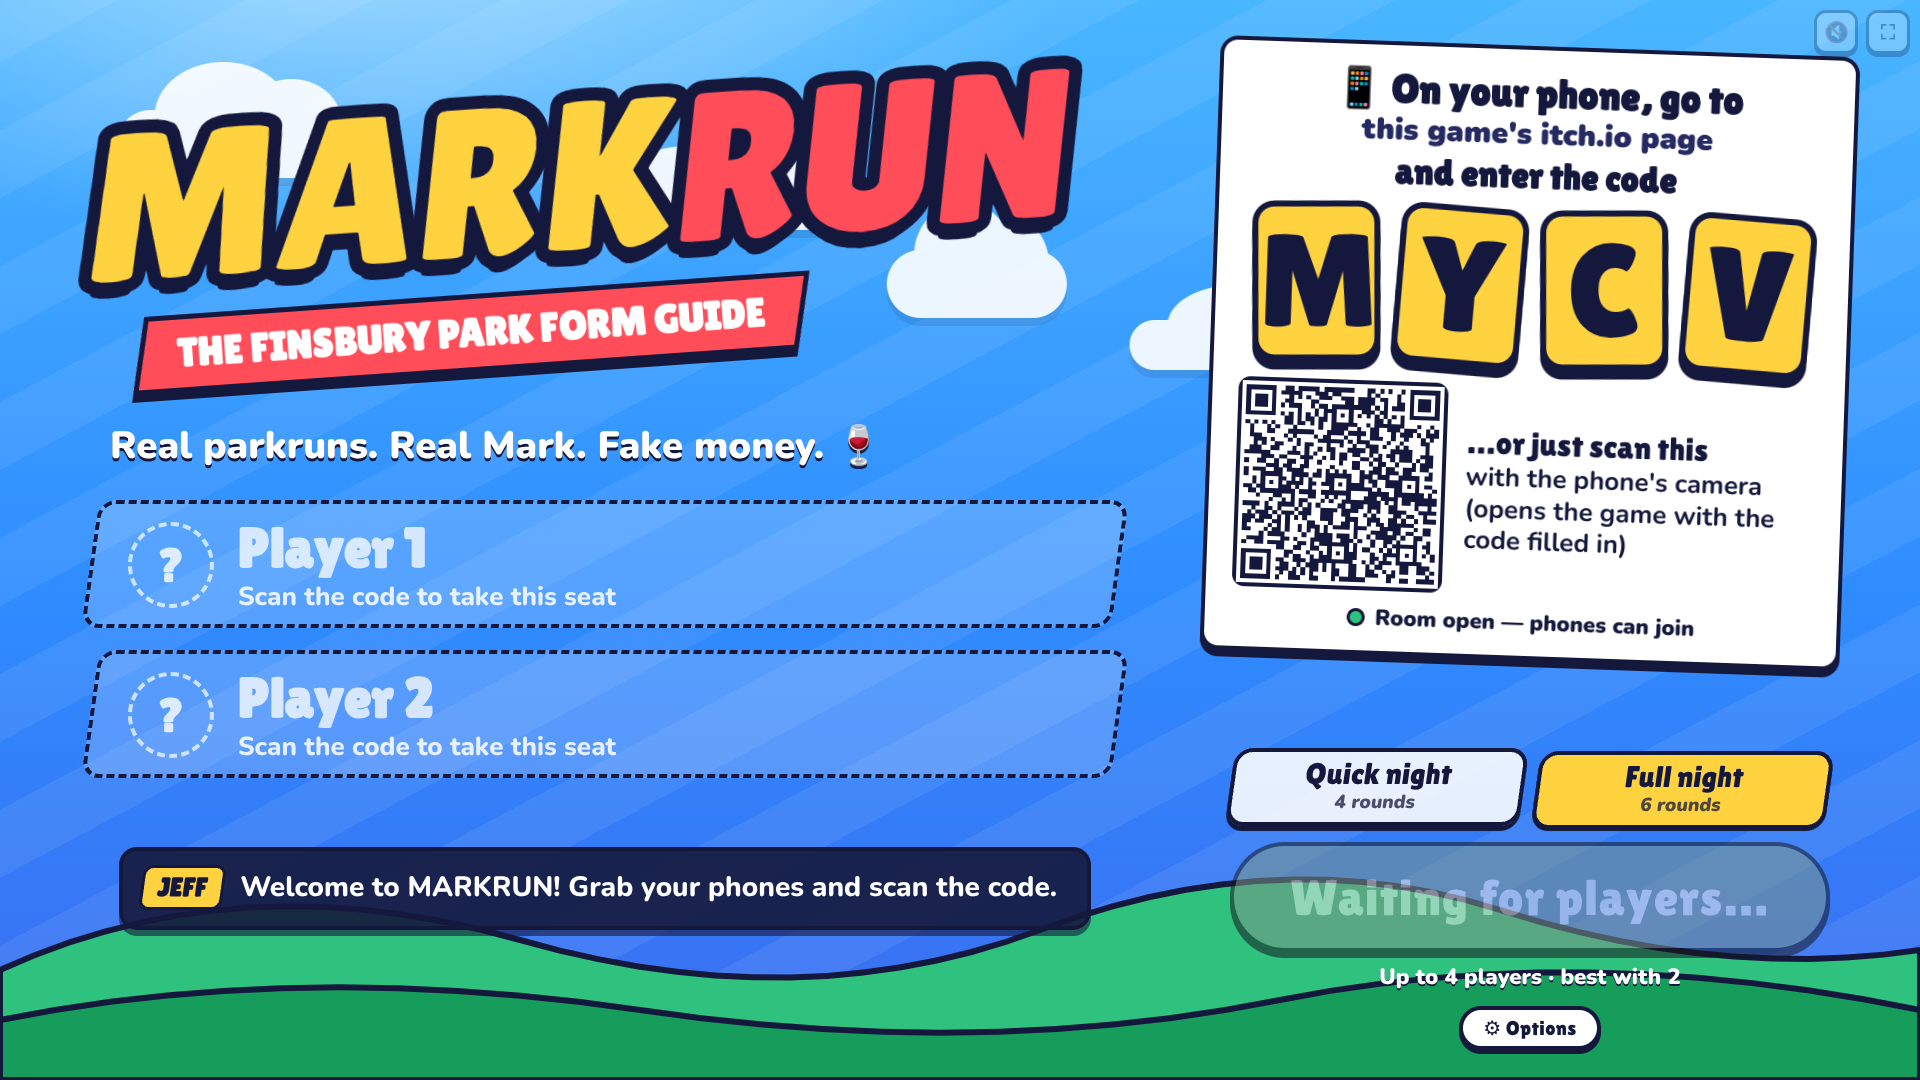 MARKRUN
THE FINSBURY PARK FORM GUIDE
Real parkruns. Real Mark. Fake money. 🍷
?
Player 1
Scan the code to take this seat
?
Player 2
Scan the code to take this seat
JEFF
Welcome to MARKRUN! Grab your phones and scan the code.
📱 On your phone, go to
this game's itch.io page
and enter the code
M Y C V
...or just scan this
with the phone's camera
(opens the game with the
code filled in)
Room open — phones can join
Quick night
4 rounds
Full night
6 rounds
Waiting for players...
Up to 4 players · best with 2
⚙ Options